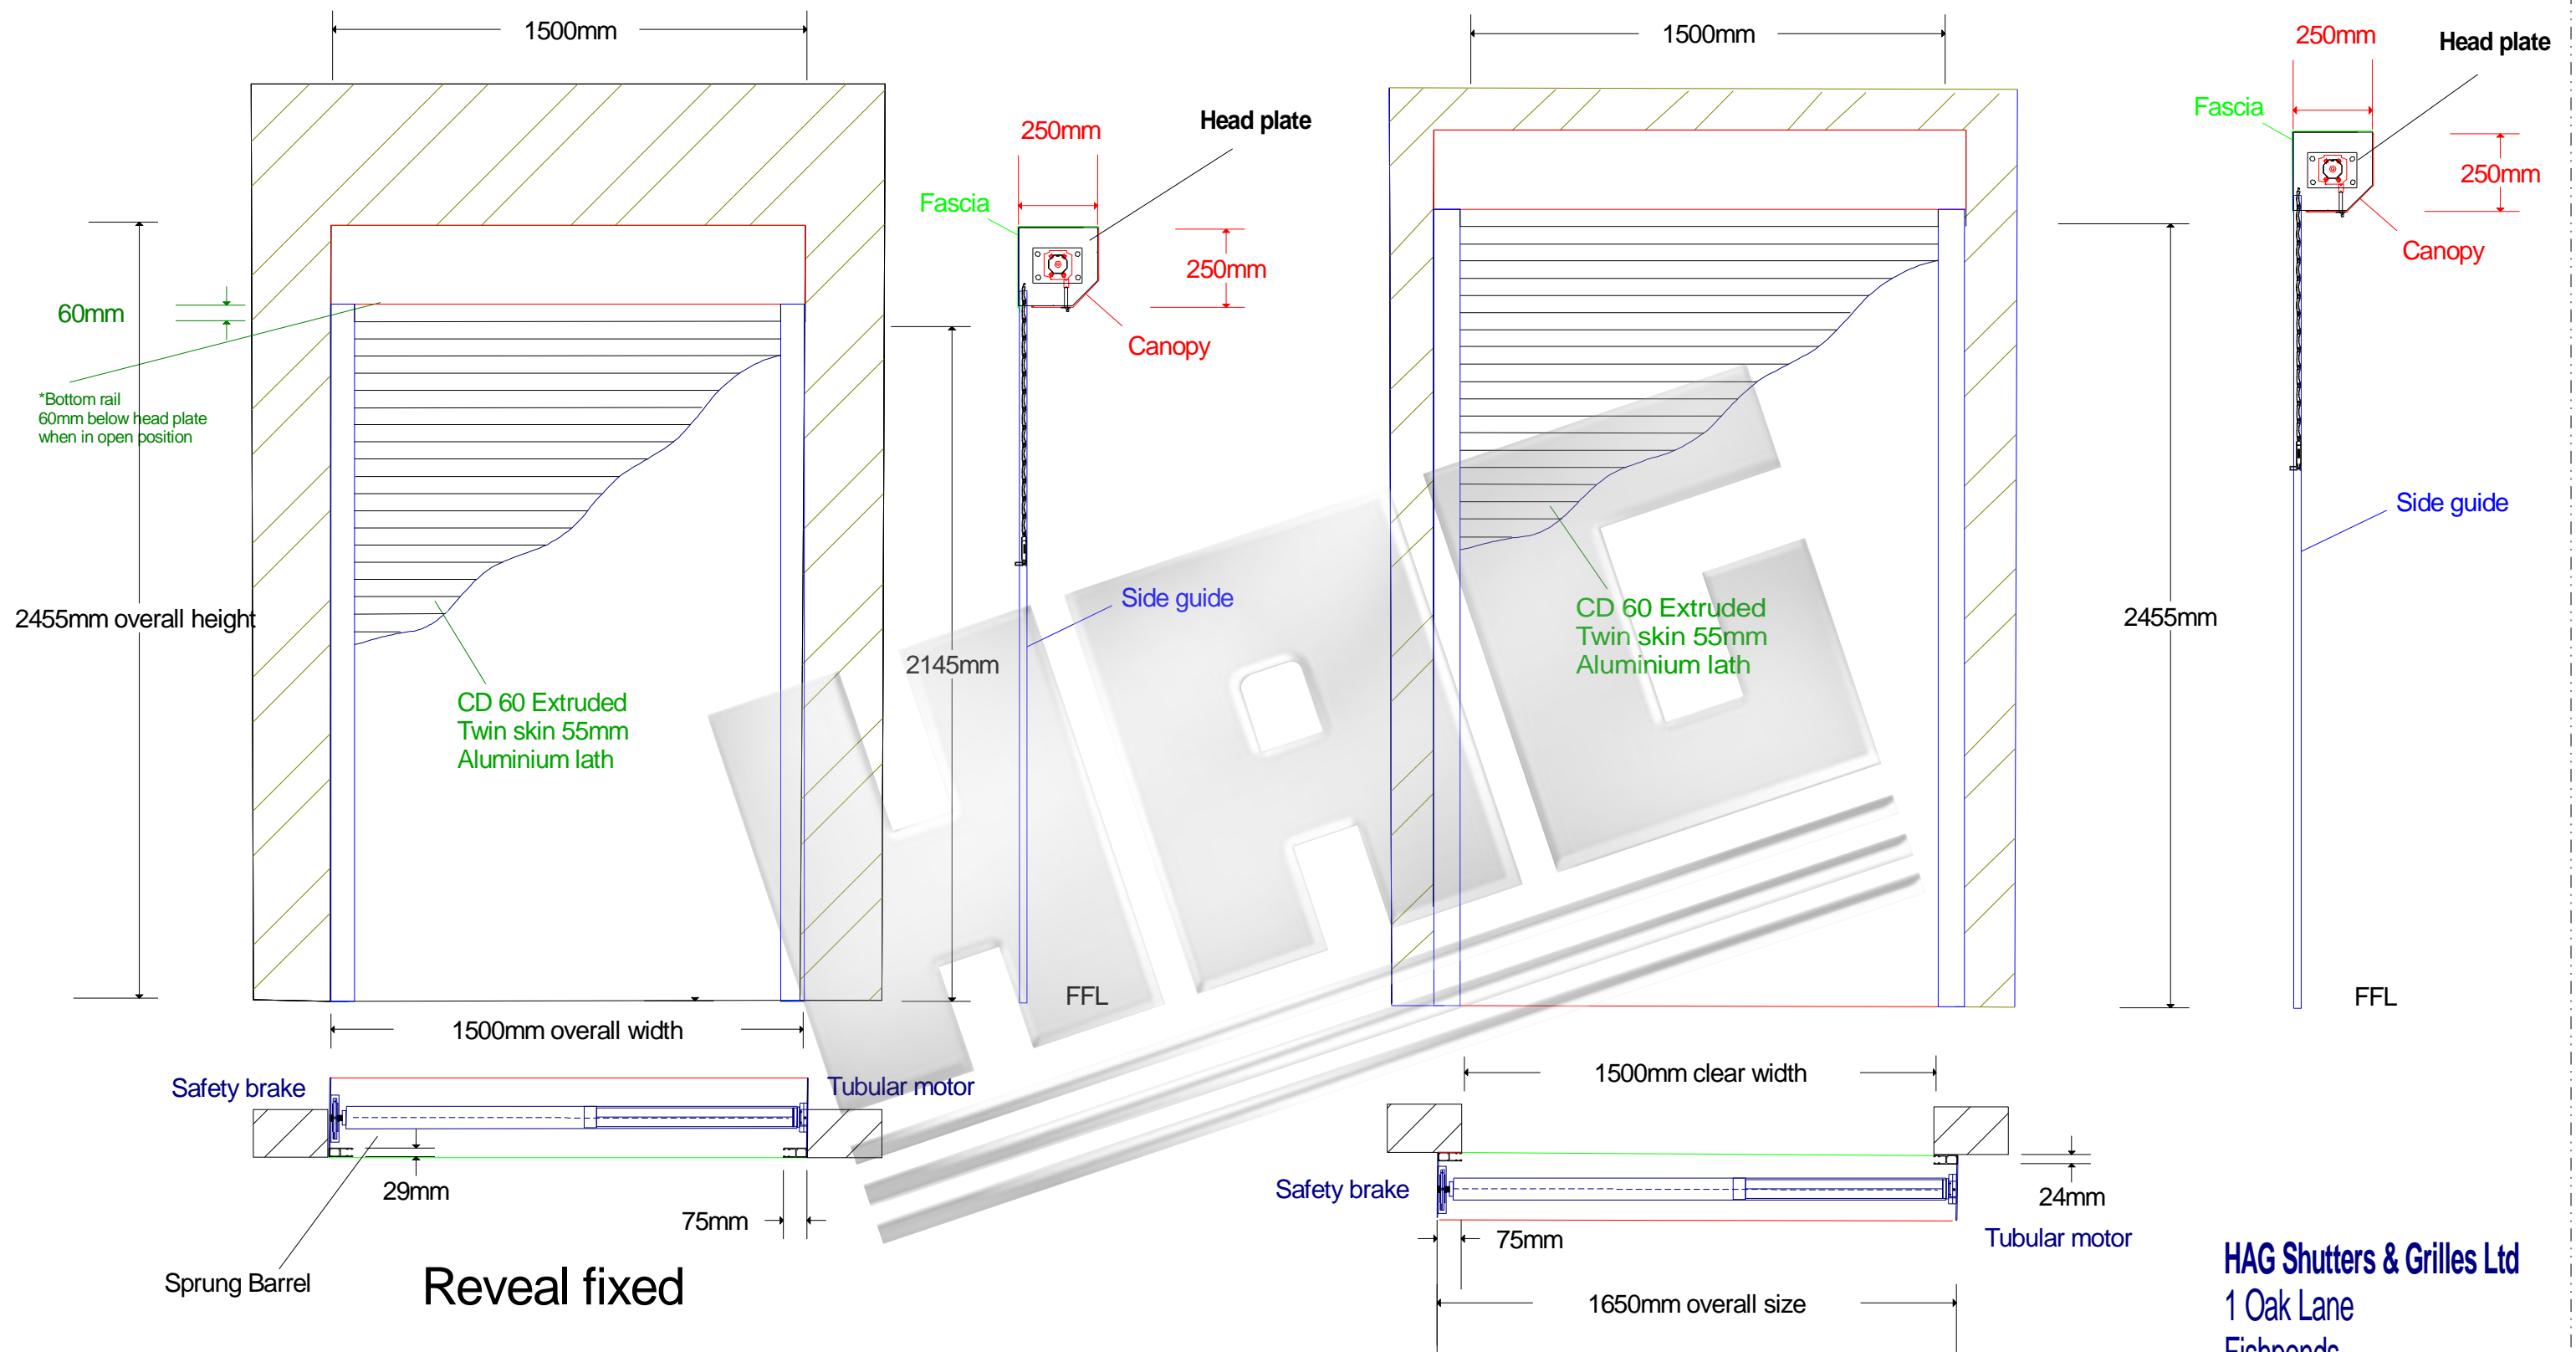 1500mm
1500mm
250mm
Head plate
250mm
Head plate
Fascia
250mm
Fascia
250mm
250mm
Canopy
Canopy
60mm
*Bottom rail
60mm below head plate
when in open position
Side guide
Side guide
2455mm overall height
2145mm
2455mm
CD 60 Extruded
Twin skin 55mm
Aluminium lath
CD 60 Extruded
Twin skin 55mm
Aluminium lath
HAG
FFL
FFL
1500mm overall width
1500mm clear width
Safety brake
Tubular motor
29mm
75mm
Sprung Barrel
Reveal fixed
Safety brake
24mm
75mm
Tubular motor
1650mm overall size
HAG Shutters & Grilles Ltd
1 Oak Lane
Fishponds